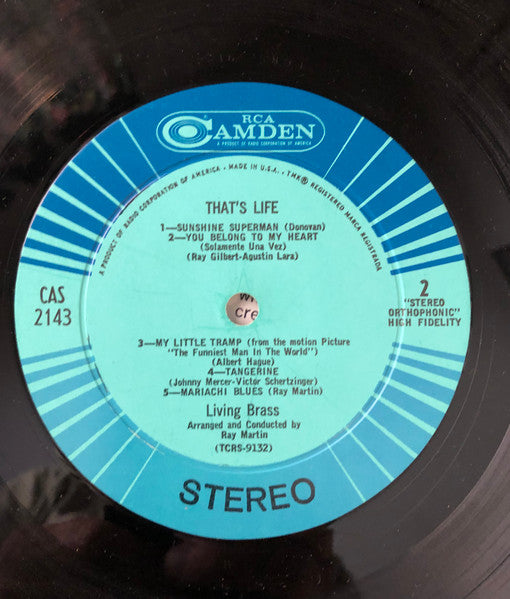 RCA
CAMDEN
A PRODUCT OF RADIO CORPORATION OF AMERICA
A PRODUCT OF RADIO CORPORATION OF AMERICA • MADE IN U.S.A. • TMK® REGISTERED MARCA REGISTRADA
THAT'S LIFE
1—SUNSHINE SUPERMAN (Donovan)
2—YOU BELONG TO MY HEART
(Solamente Una Vez)
(Ray Gilbert-Agustin Lara)
CAS
2143
2
"STEREO
ORTHOPHONIC"
HIGH FIDELITY
cre
3—MY LITTLE TRAMP (from the motion Picture
"The Funniest Man In The World")
(Albert Hague)
4—TANGERINE
(Johnny Mercer-Victor Schertzinger)
5—MARIACHI BLUES (Ray Martin)
Living Brass
Arranged and Conducted by
Ray Martin
(TCRS-9132)
STEREO